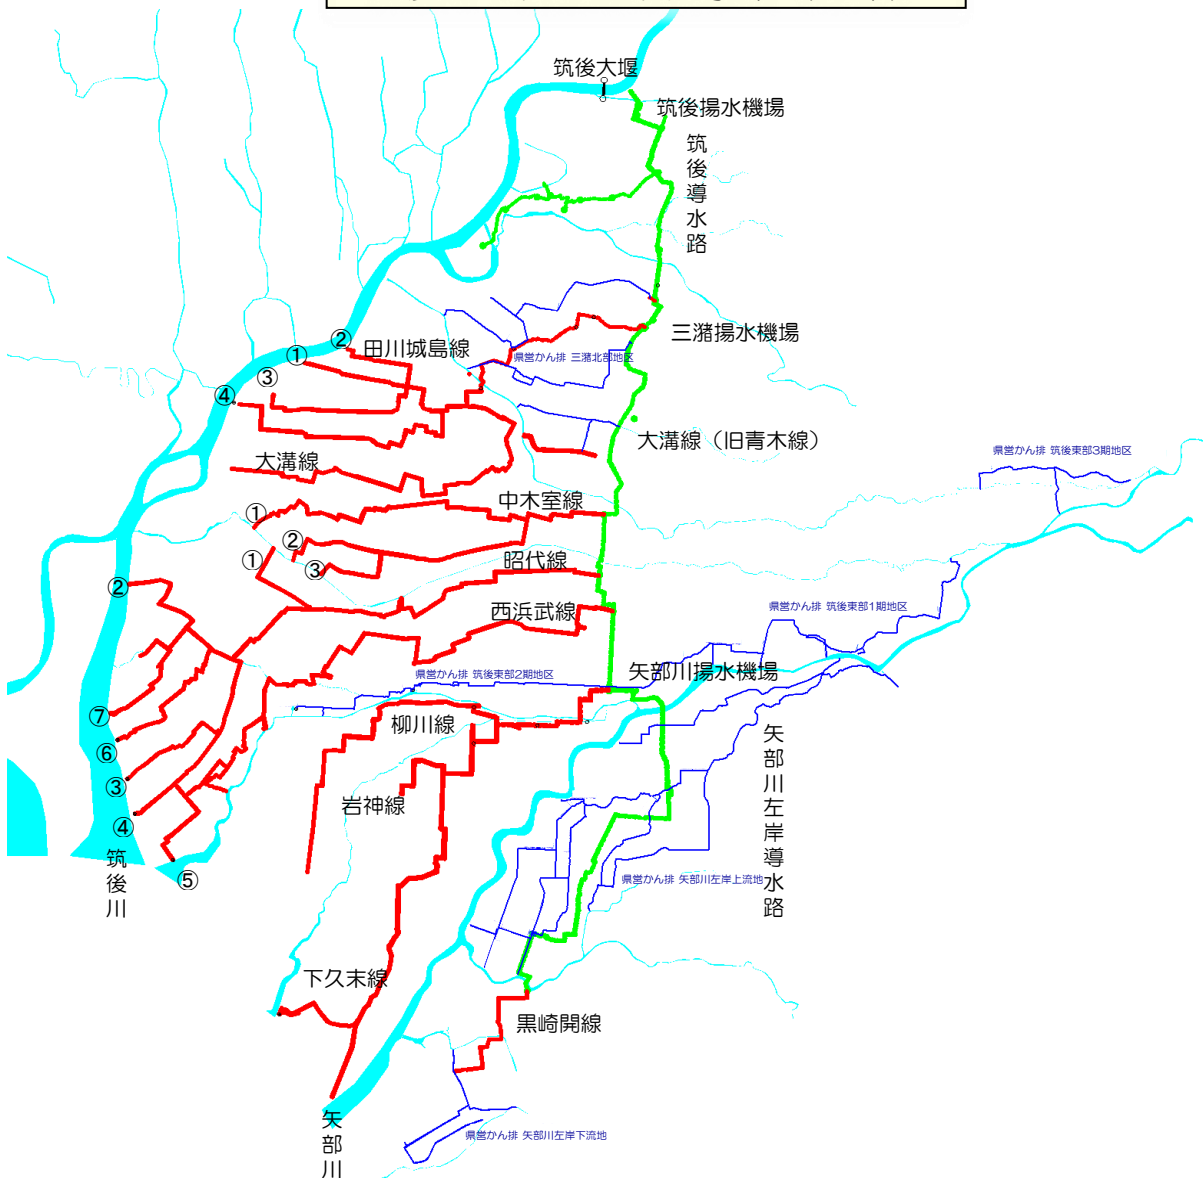 筑後大堰
筑後揚水機場
筑後導水路
三潴揚水機場
②
田川城島線
①
県営かん排 三潴北部地区
③
④
大溝線（旧青木線）
県営かん排 筑後東部3期地区
大溝線
中木室線
①
②
①
③
昭代線
②
西浜武線
県営かん排 筑後東部1期地区
矢部川揚水機場
県営かん排 筑後東部2期地区
⑦
柳川線
矢部川左岸導水路
⑥
③
岩神線
④
筑後川
⑤
県営かん排 矢部川左岸上流地
下久末線
黒崎開線
矢部川
県営かん排 矢部川左岸下流地